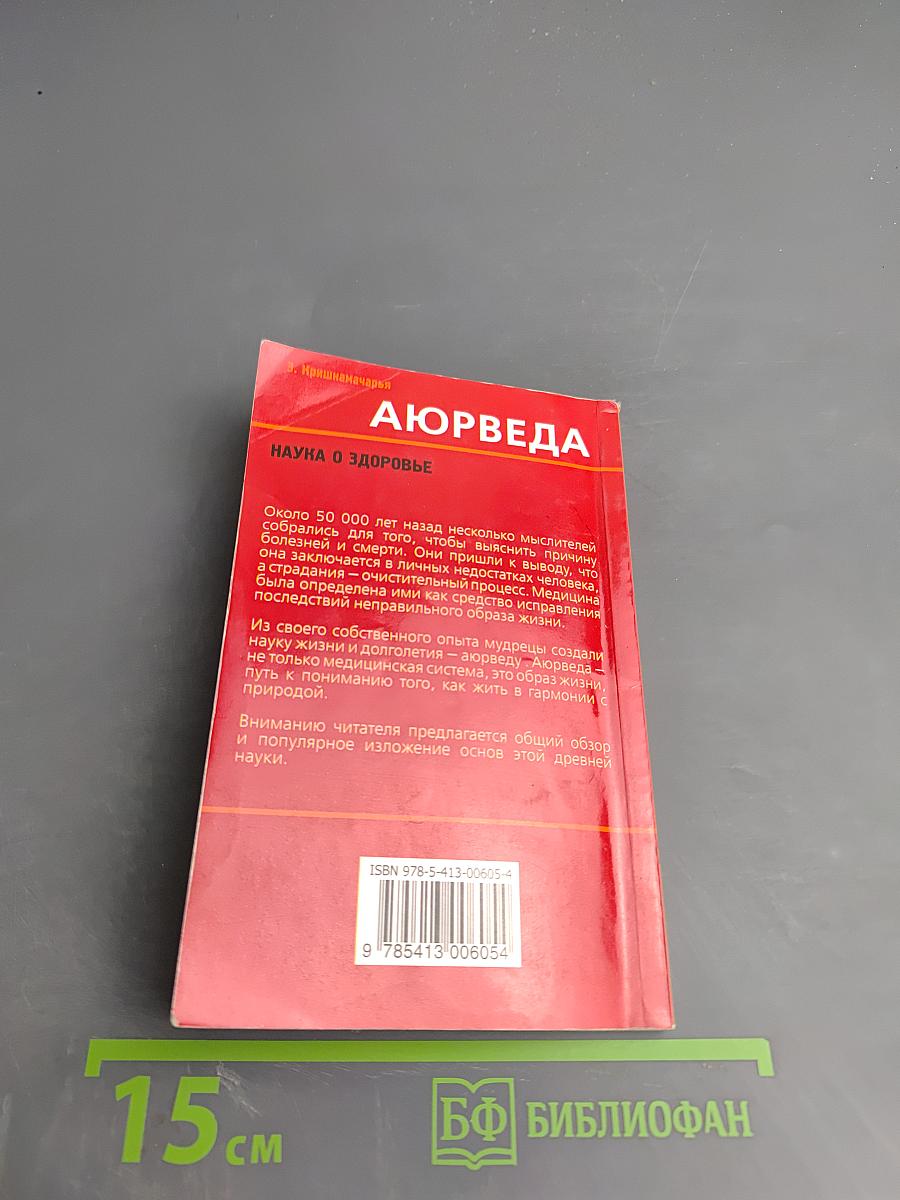 Э. Кришнамачарья
АЮРВЕДА
НАУКА О ЗДОРОВЬЕ
Около 50 000 лет назад несколько мыслителей
собрались для того, чтобы выяснить причину
болезней и смерти. Они пришли к выводу, что
она заключается в личных недостатках человека,
а страдания — очистительный процесс. Медицина
была определена ими как средство исправления
последствий неправильного образа жизни.
Из своего собственного опыта мудрецы создали
науку жизни и долголетия — аюрведу. Аюрведа —
не только медицинская система, это образ жизни,
путь к пониманию того, как жить в гармонии с
природой.
Вниманию читателя предлагается общий обзор
и популярное изложение основ этой древней
науки.
ISBN 978-5-413-00605-4
9 785413 006054
15 см
БФ БИБЛИОФАН